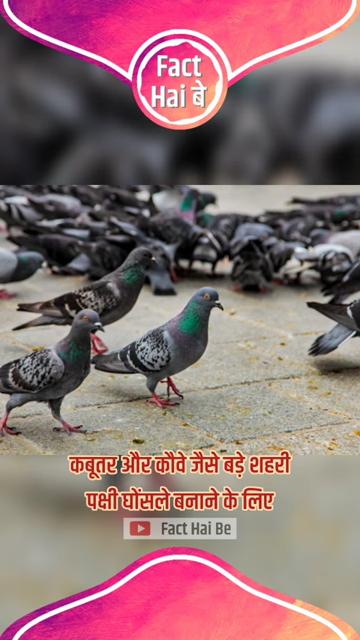 Fact
Hai बे
कबूतर और कौवे जैसे बड़े शहरी
पक्षी घोंसले बनाने के लिए
Fact Hai Be